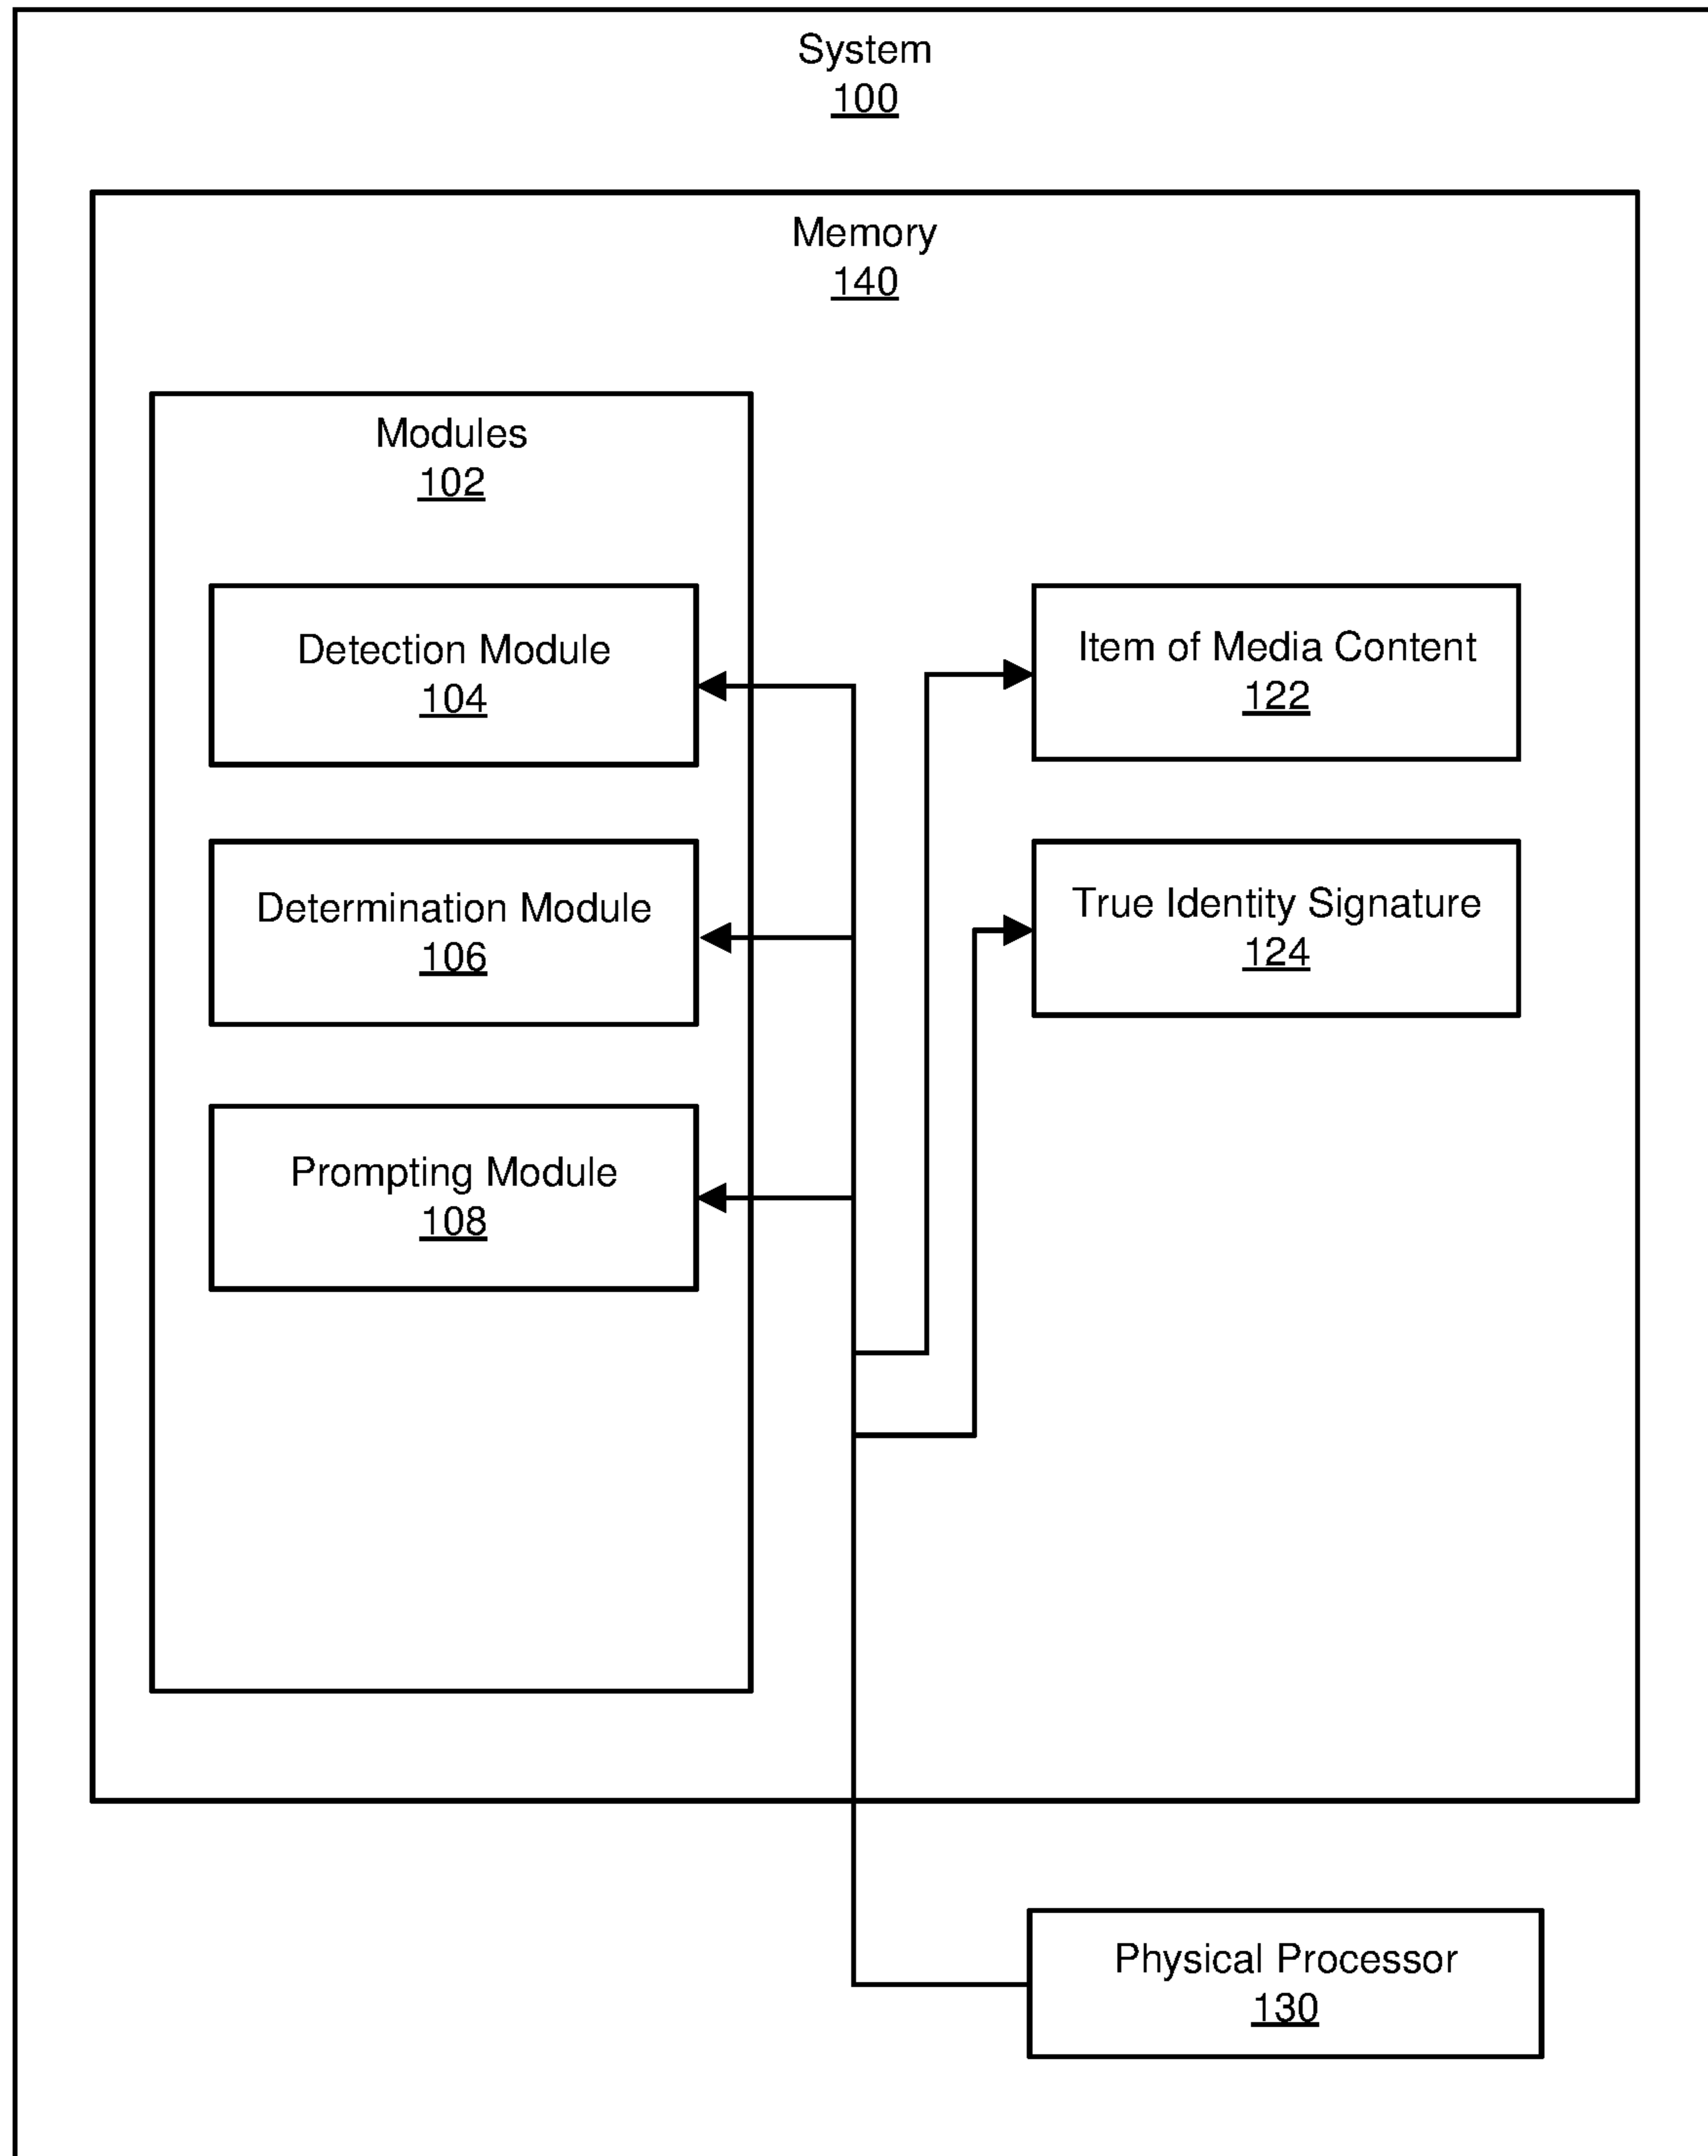 System
100
Memory
140
Modules
102
Detection Module
104
Item of Media Content
122
Determination Module
106
True Identity Signature
124
Prompting Module
108
Physical Processor
130